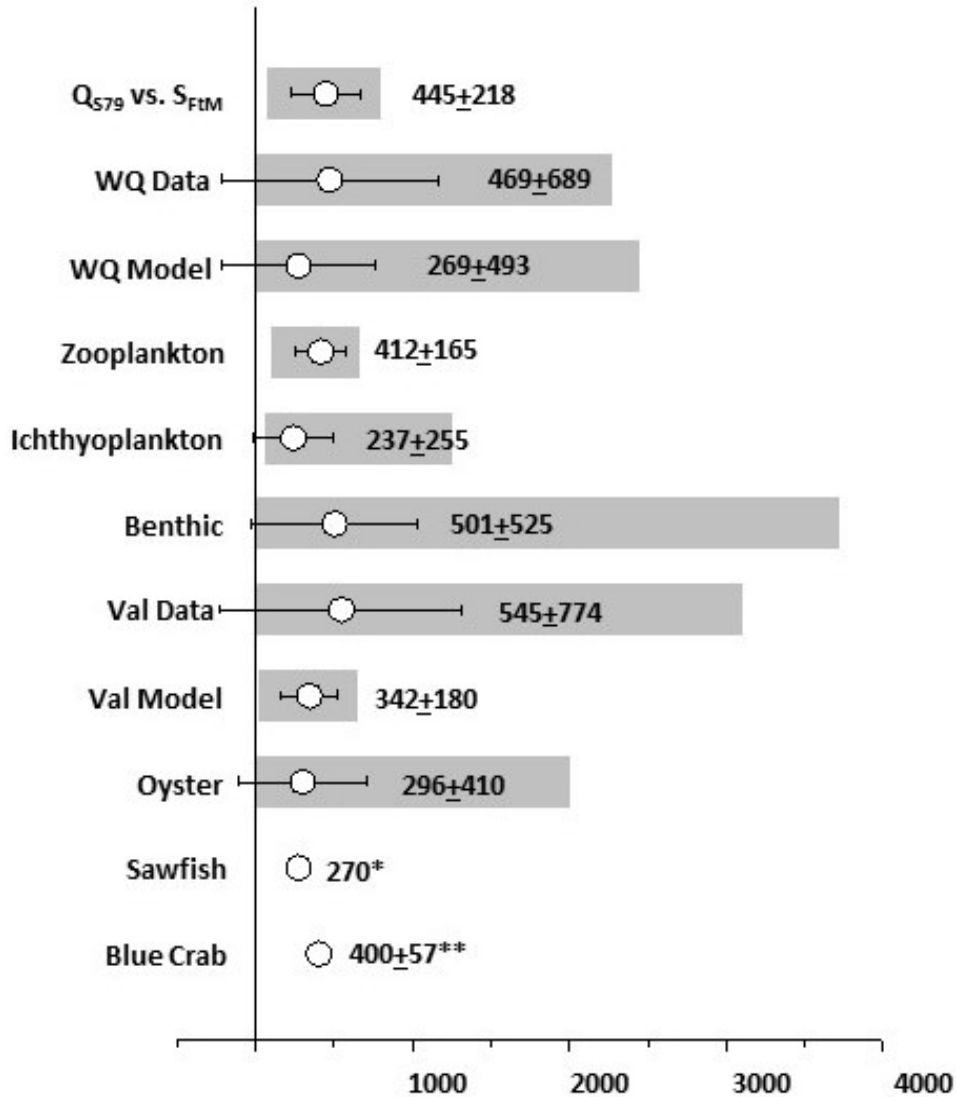 Q_S79 vs. S_FtM 445±218
WQ Data 469±689
WQ Model 269±493
Zooplankton 412±165
Ichthyoplankton 237±255
Benthic 501±525
Val Data 545±774
Val Model 342±180
Oyster 296±410
Sawfish 270*
Blue Crab 400±57**
1000 2000 3000 4000